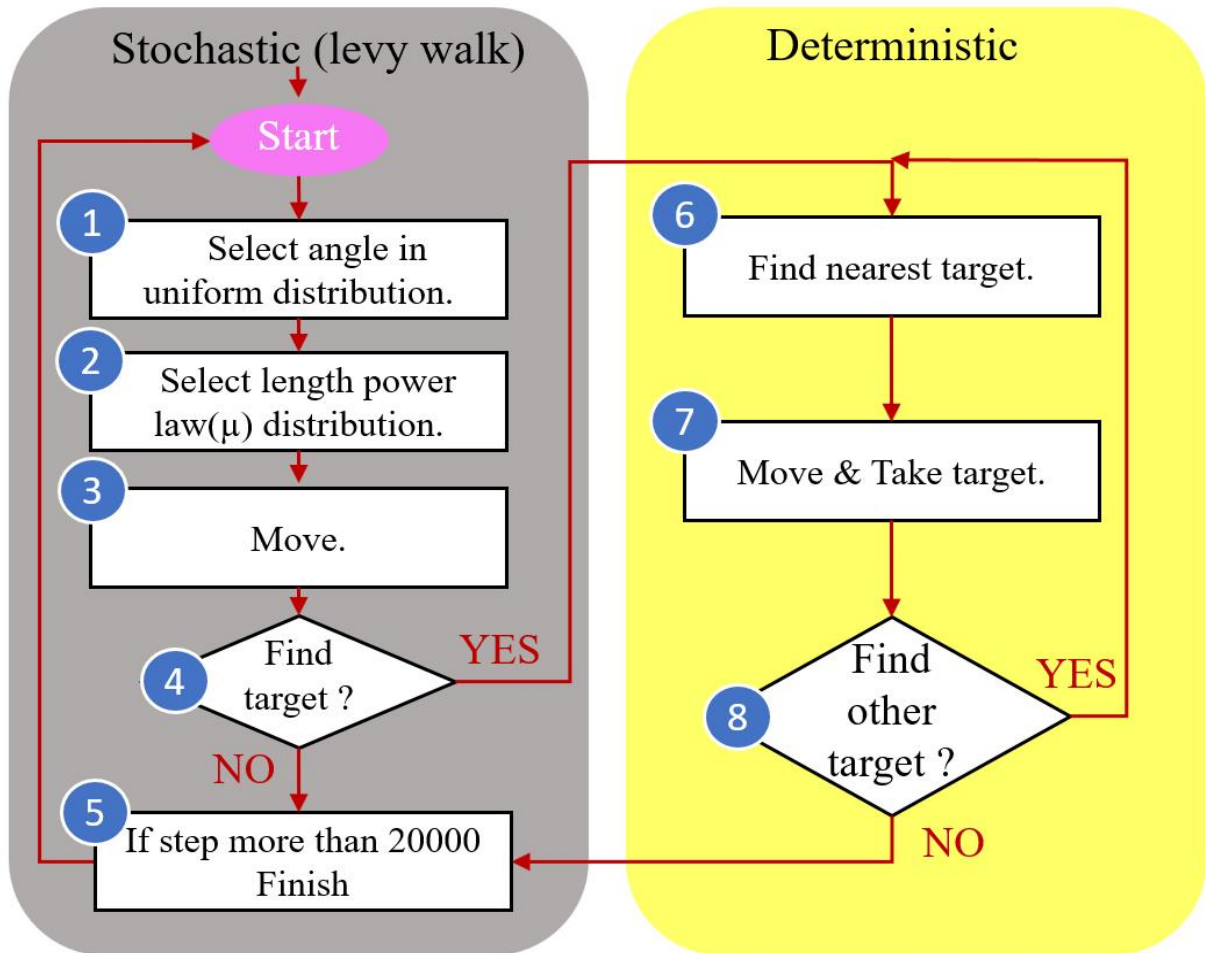 Stochastic (levy walk)
Start
1
Select angle in
uniform distribution.
2
Select length power
law(μ) distribution.
3
Move.
4
Find
target ?
YES
NO
5
If step more than 20000
Finish
Deterministic
6
Find nearest target.
7
Move & Take target.
8
Find
other
target ?
YES
NO